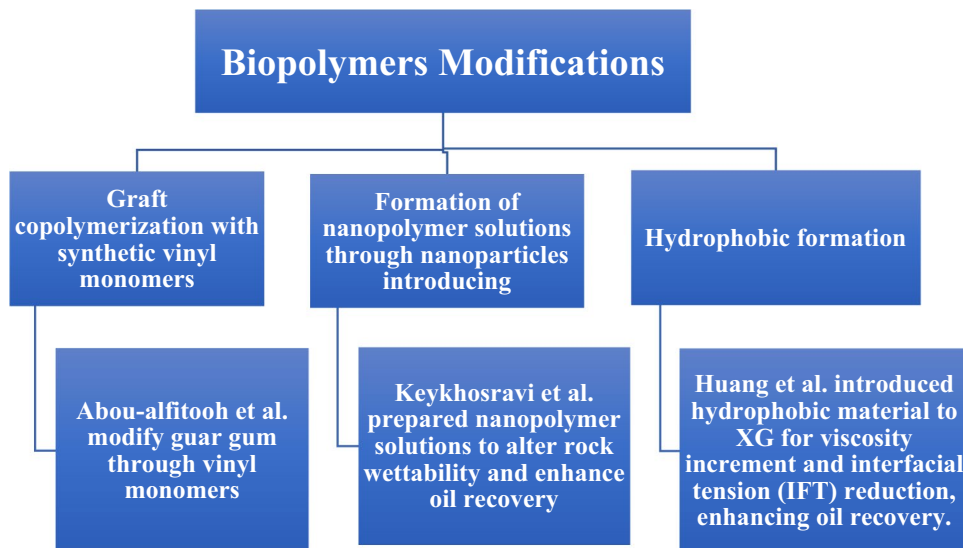 Biopolymers Modifications
Graft
copolymerization with
synthetic vinyl
monomers
Formation of
nanopolymer solutions
through nanoparticles
introducing
Hydrophobic formation
Abou-alfitooh et al.
modify guar gum
through vinyl
monomers
Keykhosravi et al.
prepared nanopolymer
solutions to alter rock
wettability and enhance
oil recovery
Huang et al. introduced
hydrophobic material to
XG for viscosity
increment and interfacial
tension (IFT) reduction,
enhancing oil recovery.